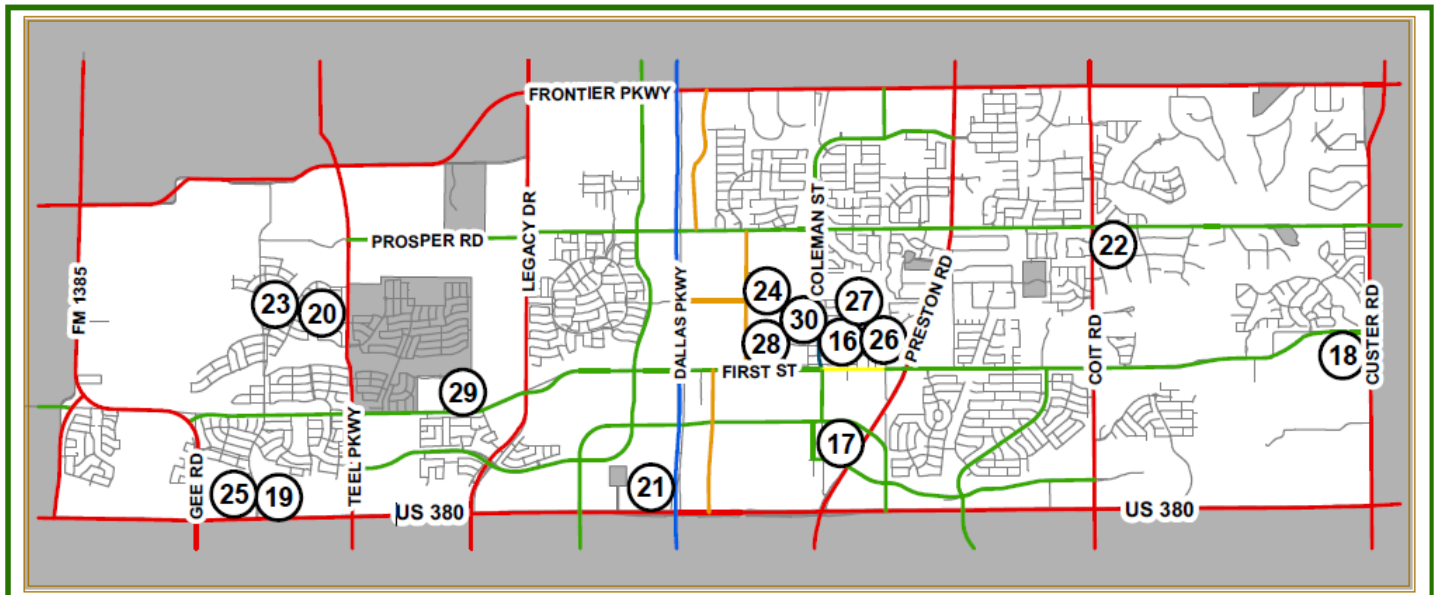 FRONTIER PKWY
COLEMAN ST
LEGACY DR
PROSPER RD
22
FM 1385
DALLAS PKWY
PRESTON RD
CUSTER RD
23
20
24
27
30
16
26
28
COIT RD
18
FIRST ST
29
TEEL PKWY
17
GEE RD
25
19
21
US 380
US 380